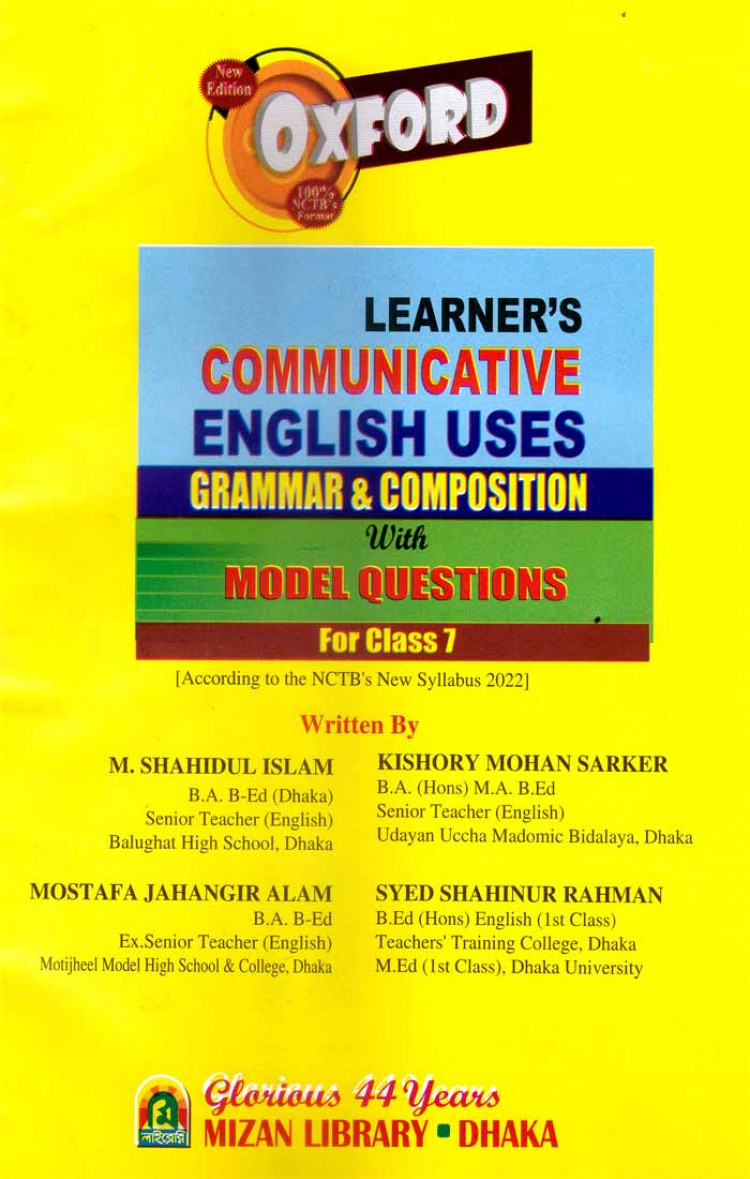 New
Edition
OXFORD
100%
NCTB's
Format
LEARNER'S
COMMUNICATIVE
ENGLISH USES
GRAMMAR & COMPOSITION
With
MODEL QUESTIONS
For Class 7
[According to the NCTB's New Syllabus 2022]
Written By
M. SHAHIDUL ISLAM
B.A. B-Ed (Dhaka)
Senior Teacher (English)
Balughat High School, Dhaka
KISHORY MOHAN SARKER
B.A. (Hons) M.A. B.Ed
Senior Teacher (English)
Udayan Uccha Madomic Bidalaya, Dhaka
MOSTAFA JAHANGIR ALAM
B.A. B-Ed
Ex.Senior Teacher (English)
Motijheel Model High School & College, Dhaka
SYED SHAHINUR RAHMAN
B.Ed (Hons) English (1st Class)
Teachers' Training College, Dhaka
M.Ed (1st Class), Dhaka University
মি
লাইব্রেরি
Glorious 44 Years
MIZAN LIBRARY ▪ DHAKA